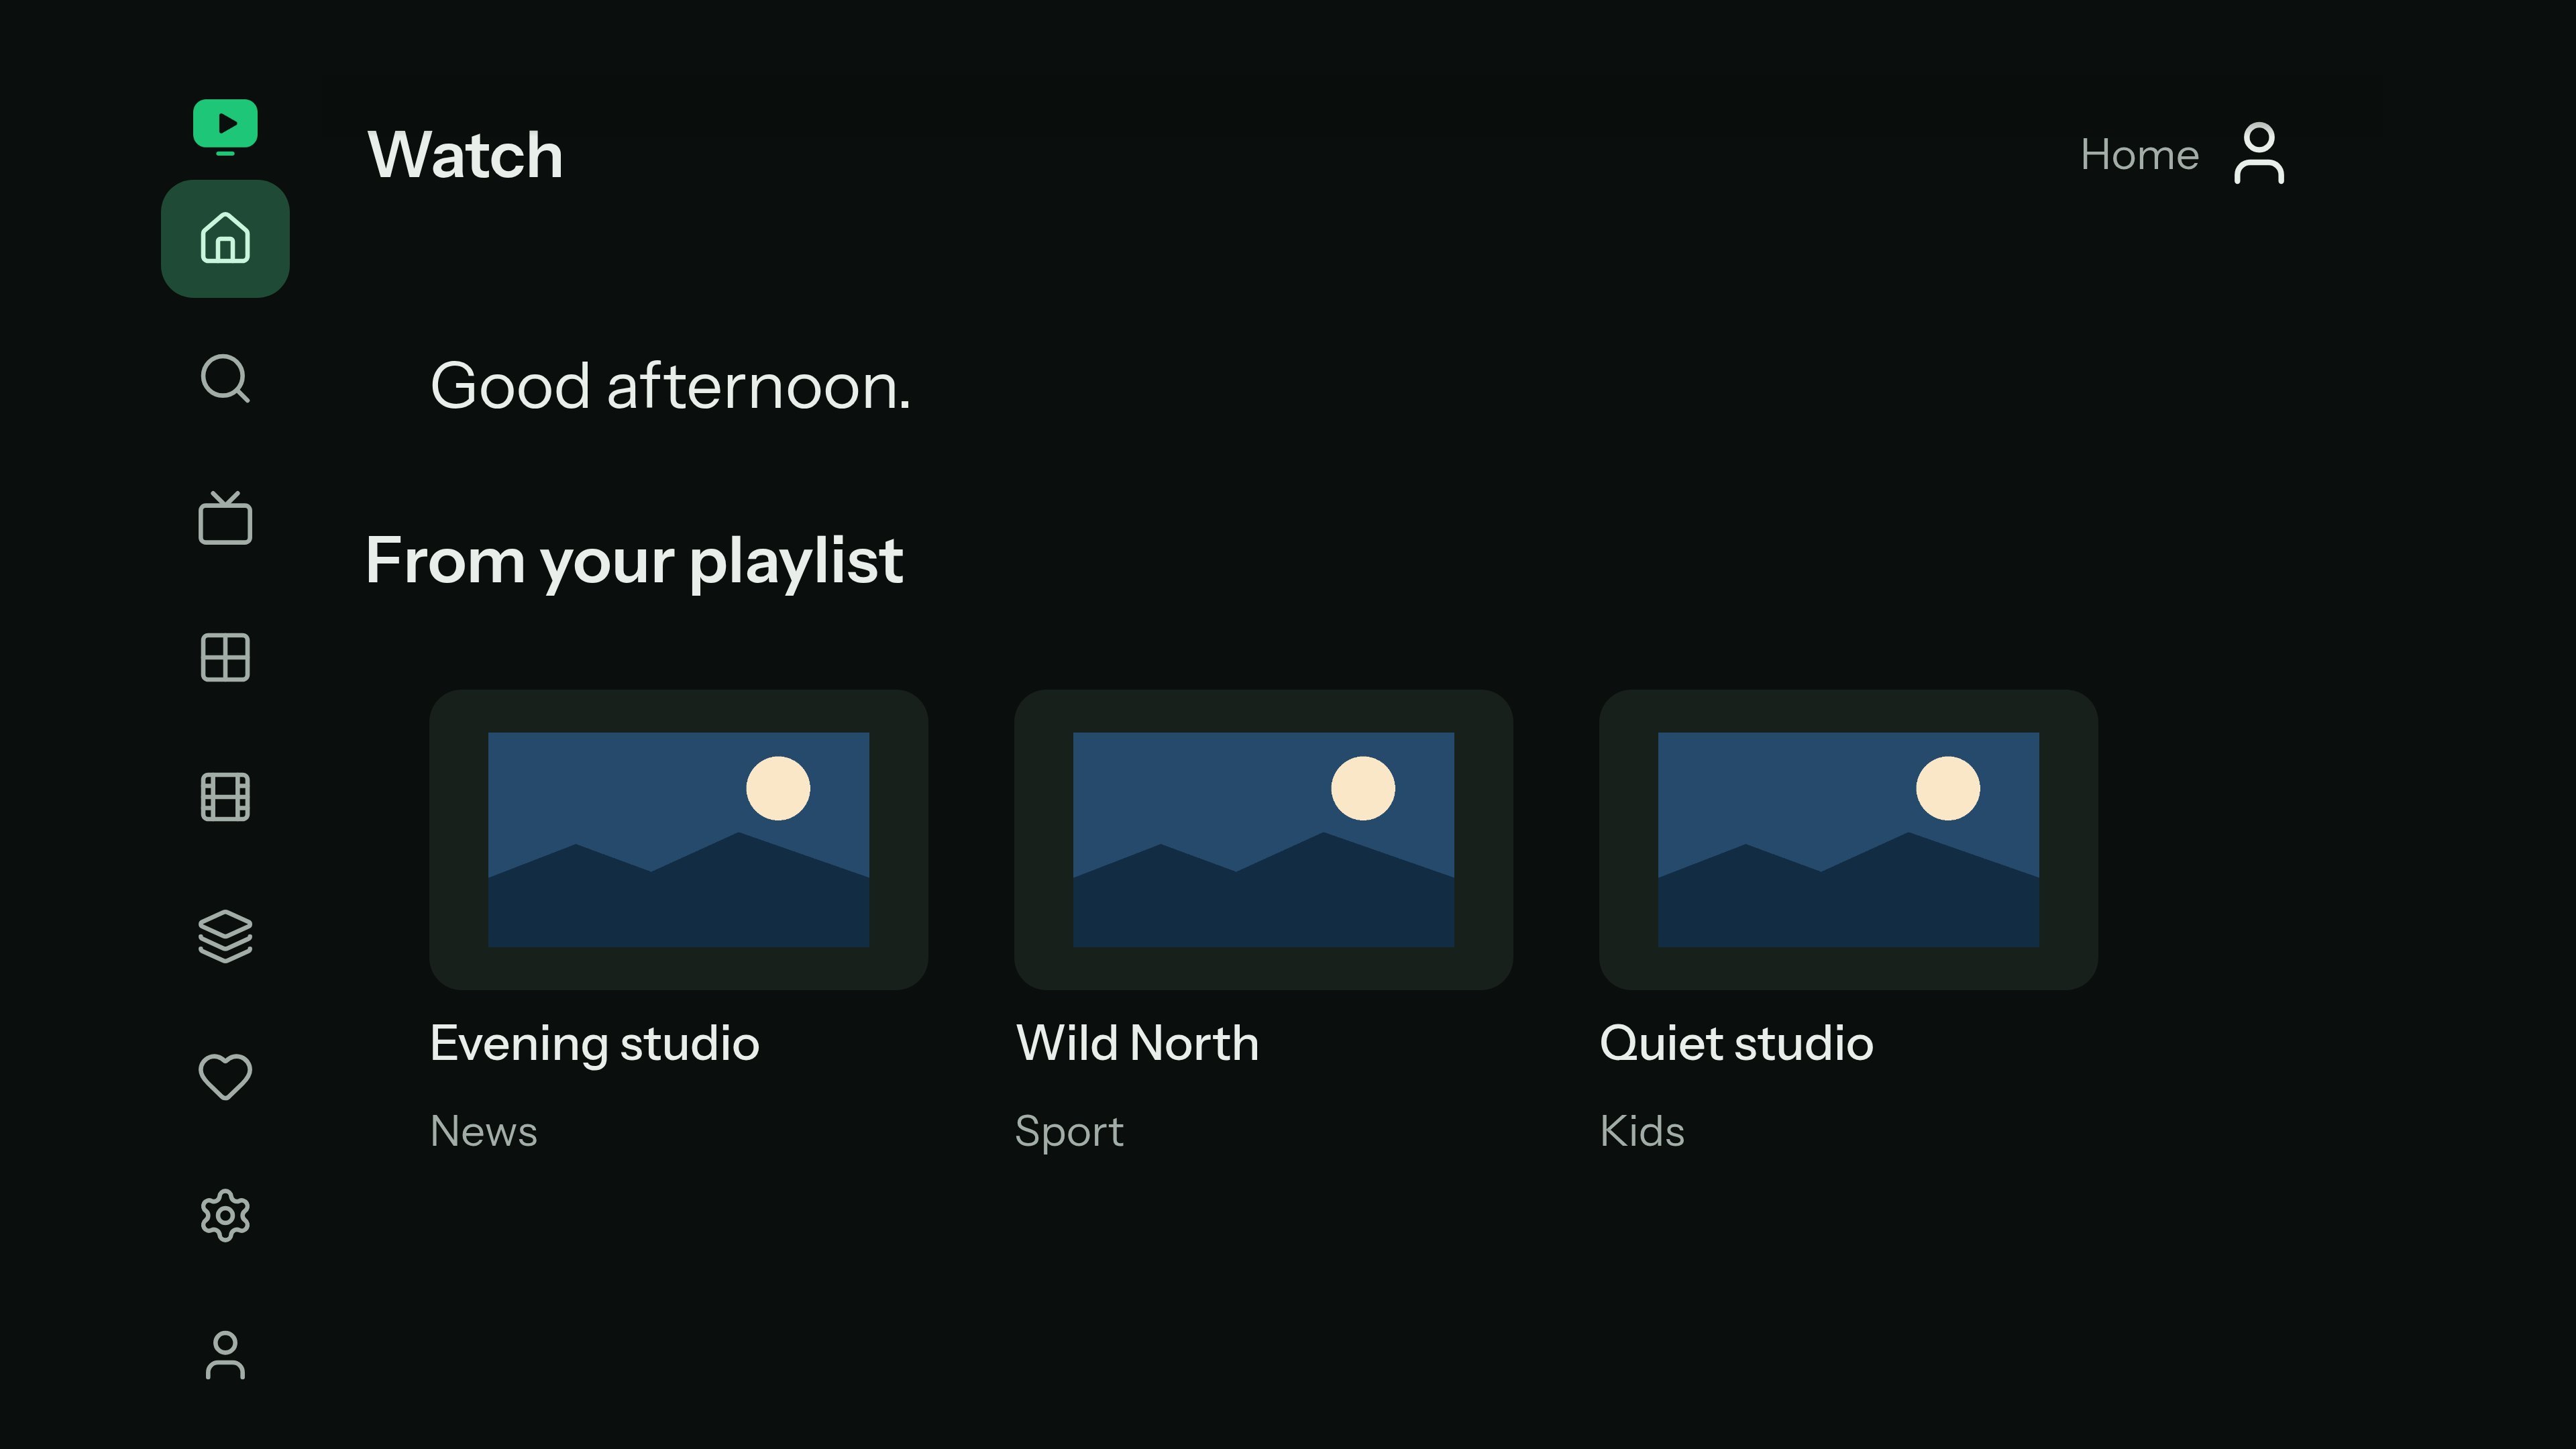 Watch
Home
Good afternoon.
From your playlist
Evening studio
News
Wild North
Sport
Quiet studio
Kids